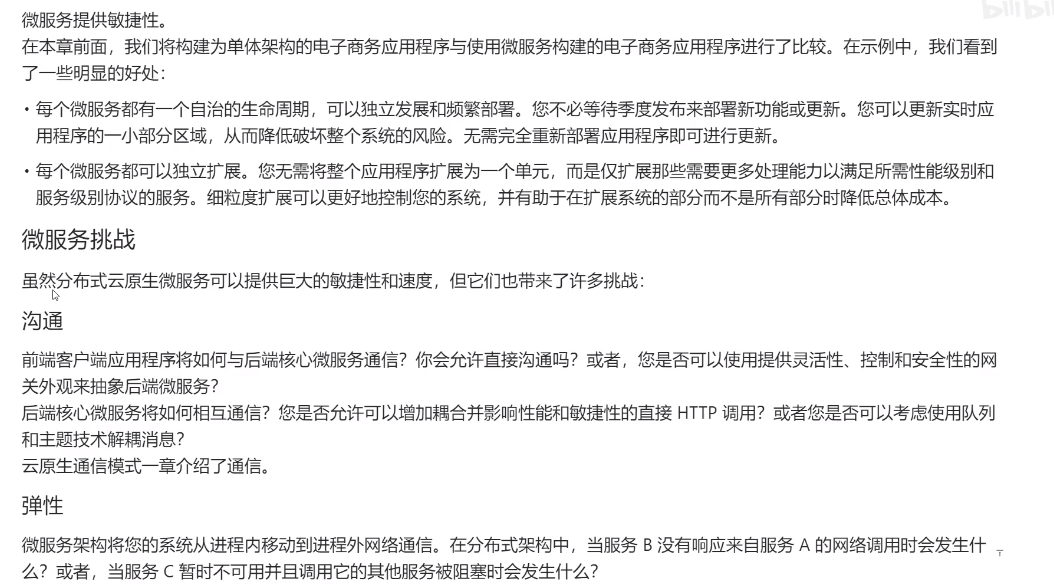 bilibili
微服务提供敏捷性。
在本章前面，我们将构建为单体架构的电子商务应用程序与使用微服务构建的电子商务应用程序进行了比较。在示例中，我们看到
了一些明显的好处：
• 每个微服务都有一个自治的生命周期，可以独立发展和频繁部署。您不必等待季度发布来部署新功能或更新。您可以更新实时应
用程序的一小部分区域，从而降低破坏整个系统的风险。无需完全重新部署应用程序即可进行更新。
• 每个微服务都可以独立扩展。您无需将整个应用程序扩展为一个单元，而是仅扩展那些需要更多处理能力以满足所需性能级别和
服务级别协议的服务。细粒度扩展可以更好地控制您的系统，并有助于在扩展系统的部分而不是所有部分时降低总体成本。
微服务挑战
虽然分布式云原生微服务可以提供巨大的敏捷性和速度，但它们也带来了许多挑战：
沟通
前端客户端应用程序将如何与后端核心微服务通信？你会允许直接沟通吗？或者，您是否可以使用提供灵活性、控制和安全性的网
关外观来抽象后端微服务？
后端核心微服务将如何相互通信？您是否允许可以增加耦合并影响性能和敏捷性的直接 HTTP 调用？或者您是否可以考虑使用队列
和主题技术解耦消息？
云原生通信模式一章介绍了通信。
弹性
微服务架构将您的系统从进程内移动到进程外网络通信。在分布式架构中，当服务 B 没有响应来自服务 A 的网络调用时会发生什
么？或者，当服务 C 暂时不可用并且调用它的其他服务被阻塞时会发生什么？